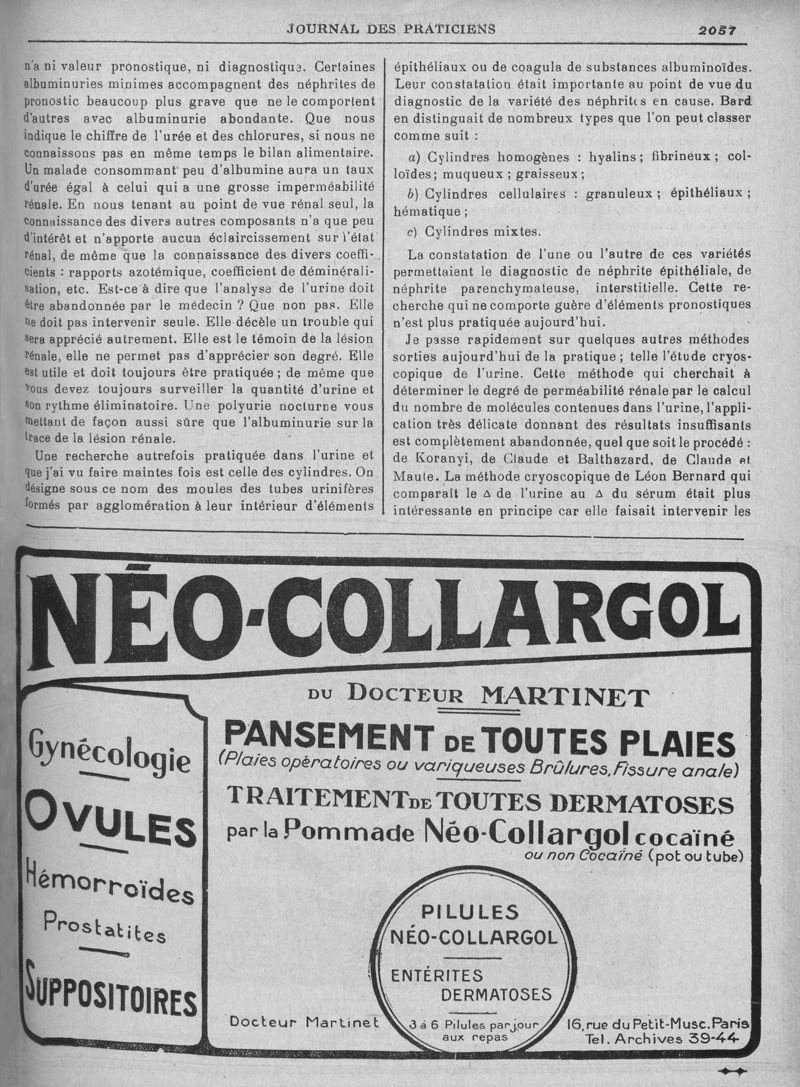 JOURNAL DES PRATICIENS
2057
n'a ni valeur pronostique, ni diagnostique. Certaines
albuminuries minimes accompagnent des néphrites de
pronostic beaucoup plus grave que ne le comportent
d'autres avec albuminurie abondante. Que nous
indique le chiffre de l'urée et des chlorures, si nous ne
connaissons pas en même temps le bilan alimentaire.
Un malade consommant peu d'albumine aura un taux
d'urée égal à celui qui a une grosse imperméabilité
rénale. En nous tenant au point de vue rénal seul, la
connaissance des divers autres composants n'a que peu
d'intérêt et n'apporte aucun éclaircissement sur l'état
rénal, de même que la connaissance des divers coeffi-
cients : rapports azotémique, coefficient de déminérali-
sation, etc. Est-ce à dire que l'analyse de l'urine doit
être abandonnée par le médecin ? Que non pas. Elle
ne doit pas intervenir seule. Elle décèle un trouble qui
sera apprécié autrement. Elle est le témoin de la lésion
rénale, elle ne permet pas d'apprécier son degré. Elle
est utile et doit toujours être pratiquée ; de même que
vous devez toujours surveiller la quantité d'urine et
son rythme éliminatoire. Une polyurie nocturne vous
mettant de façon aussi sûre que l'albuminurie sur la
trace de la lésion rénale.
Une recherche autrefois pratiquée dans l'urine et
que j'ai vu faire maintes fois est celle des cylindres. On
désigne sous ce nom des moules des tubes urinifères
formés par agglomération à leur intérieur d'éléments
épithéliaux ou de coagula de substances albuminoïdes.
Leur constatation était importante au point de vue du
diagnostic de la variété des néphrites en cause. Bard
en distinguait de nombreux types que l'on peut classer
comme suit :
a) Cylindres homogènes : hyalins ; fibrineux ; col-
loïdes ; muqueux ; graisseux ;
b) Cylindres cellulaires : granuleux ; épithéliaux ;
hématique ;
c) Cylindres mixtes.
La constatation de l'une ou l'autre de ces variétés
permettaient le diagnostic de néphrite épithéliale, de
néphrite parenchymateuse, interstitielle. Cette re-
cherche qui ne comporte guère d'éléments pronostiques
n'est plus pratiquée aujourd'hui.
Je passe rapidement sur quelques autres méthodes
sorties aujourd'hui de la pratique ; telle l'étude cryos-
copique de l'urine. Cette méthode qui cherchait à
déterminer le degré de perméabilité rénale par le calcul
du nombre de molécules contenues dans l'urine, l'appli-
cation très délicate donnant des résultats insuffisants
est complètement abandonnée, quel que soit le procédé :
de Koranyi, de Claude et Balthazard, de Claude et
Maute. La méthode cryoscopique de Léon Bernard qui
comparaît le Δ de l'urine au Δ du sérum était plus
intéressante en principe car elle faisait intervenir les
NÉO-COLLARGOL
DU DOCTEUR MARTINET
Gynécologie
OVULES
Hémorroïdes
Prostatites
SUPPOSITOIRES
PANSEMENT DE TOUTES PLAIES
(Plaies opératoires ou variqueuses Brûlures, Fissure anale)
TRAITEMENT DE TOUTES DERMATOSES
par la Pommade Néo-Collargol cocaïné
ou non Cocaïné (pot ou tube)
PILULES
NÉO-COLLARGOL
ENTÉRITES
DERMATOSES
3 à 6 Pilules par jour
aux repas
Docteur Martinet
16, rue du Petit-Musc. Paris
Tel. Archives 39-44